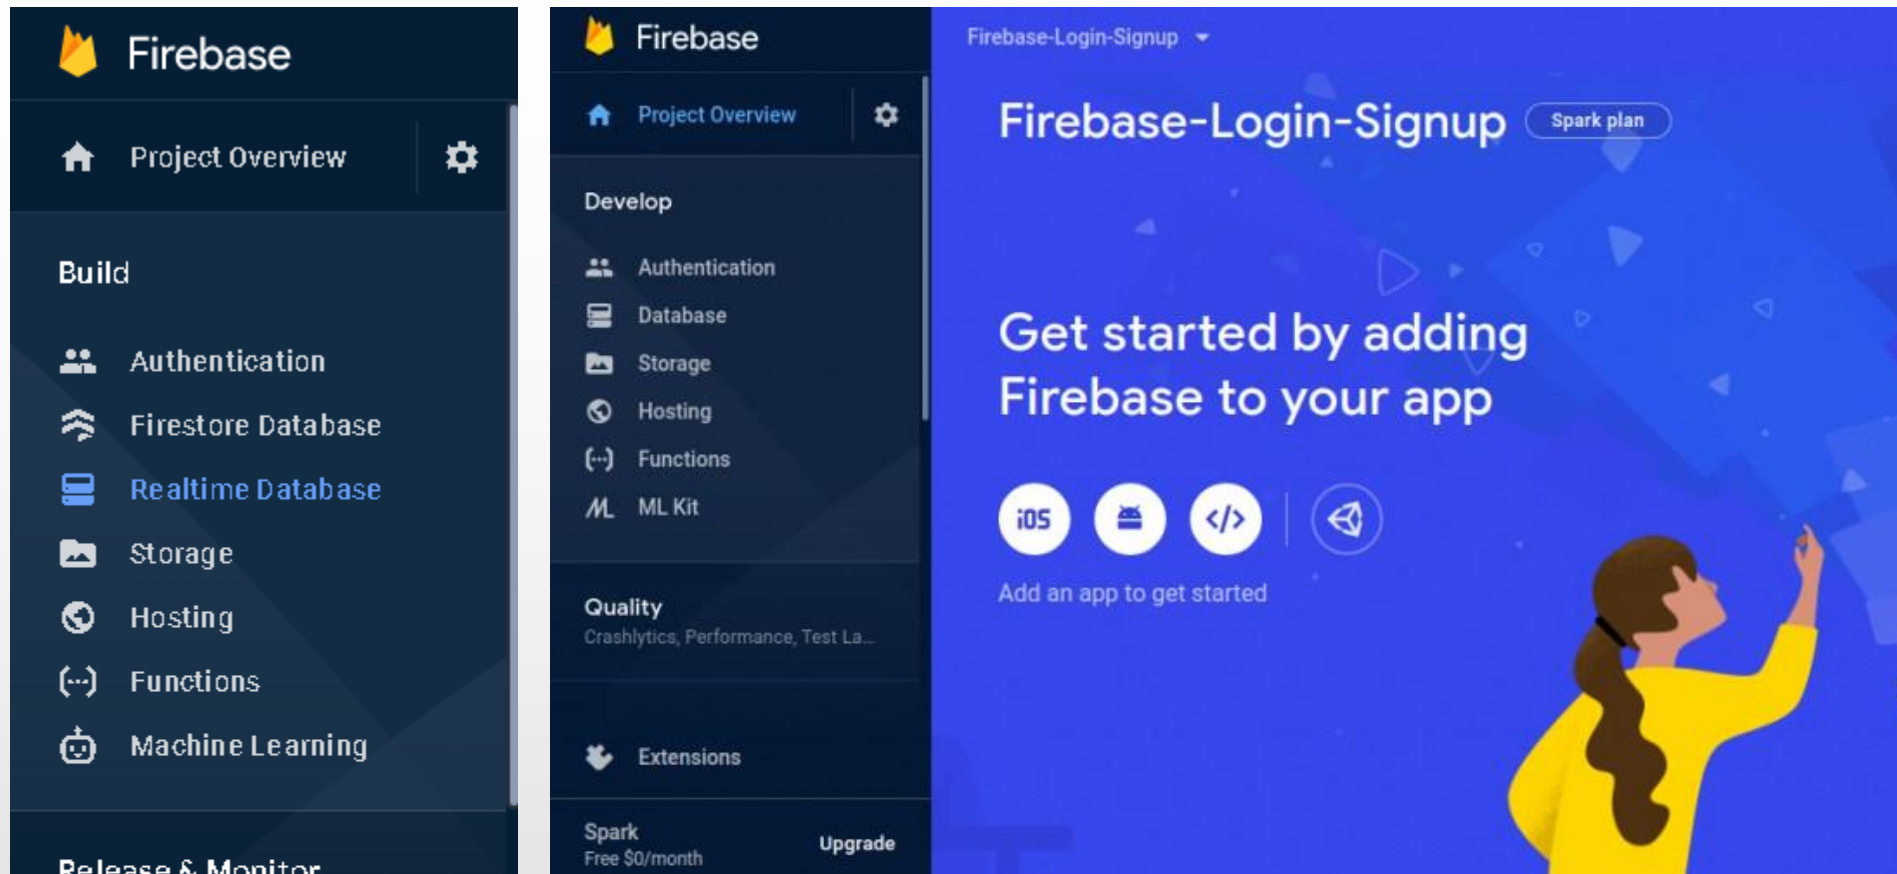 Firebase
Project Overview
Build
Authentication
Firestore Database
Realtime Database
Storage
Hosting
Functions
Machine Learning
Release & Monitor
Firebase
Project Overview
Develop
Authentication
Database
Storage
Hosting
Functions
ML Kit
Quality
Crashlytics, Performance, Test La...
Extensions
Spark
Free $0/month
Upgrade
Firebase-Login-Signup
Firebase-Login-Signup Spark plan
Get started by adding
Firebase to your app
iOS </>
Add an app to get started